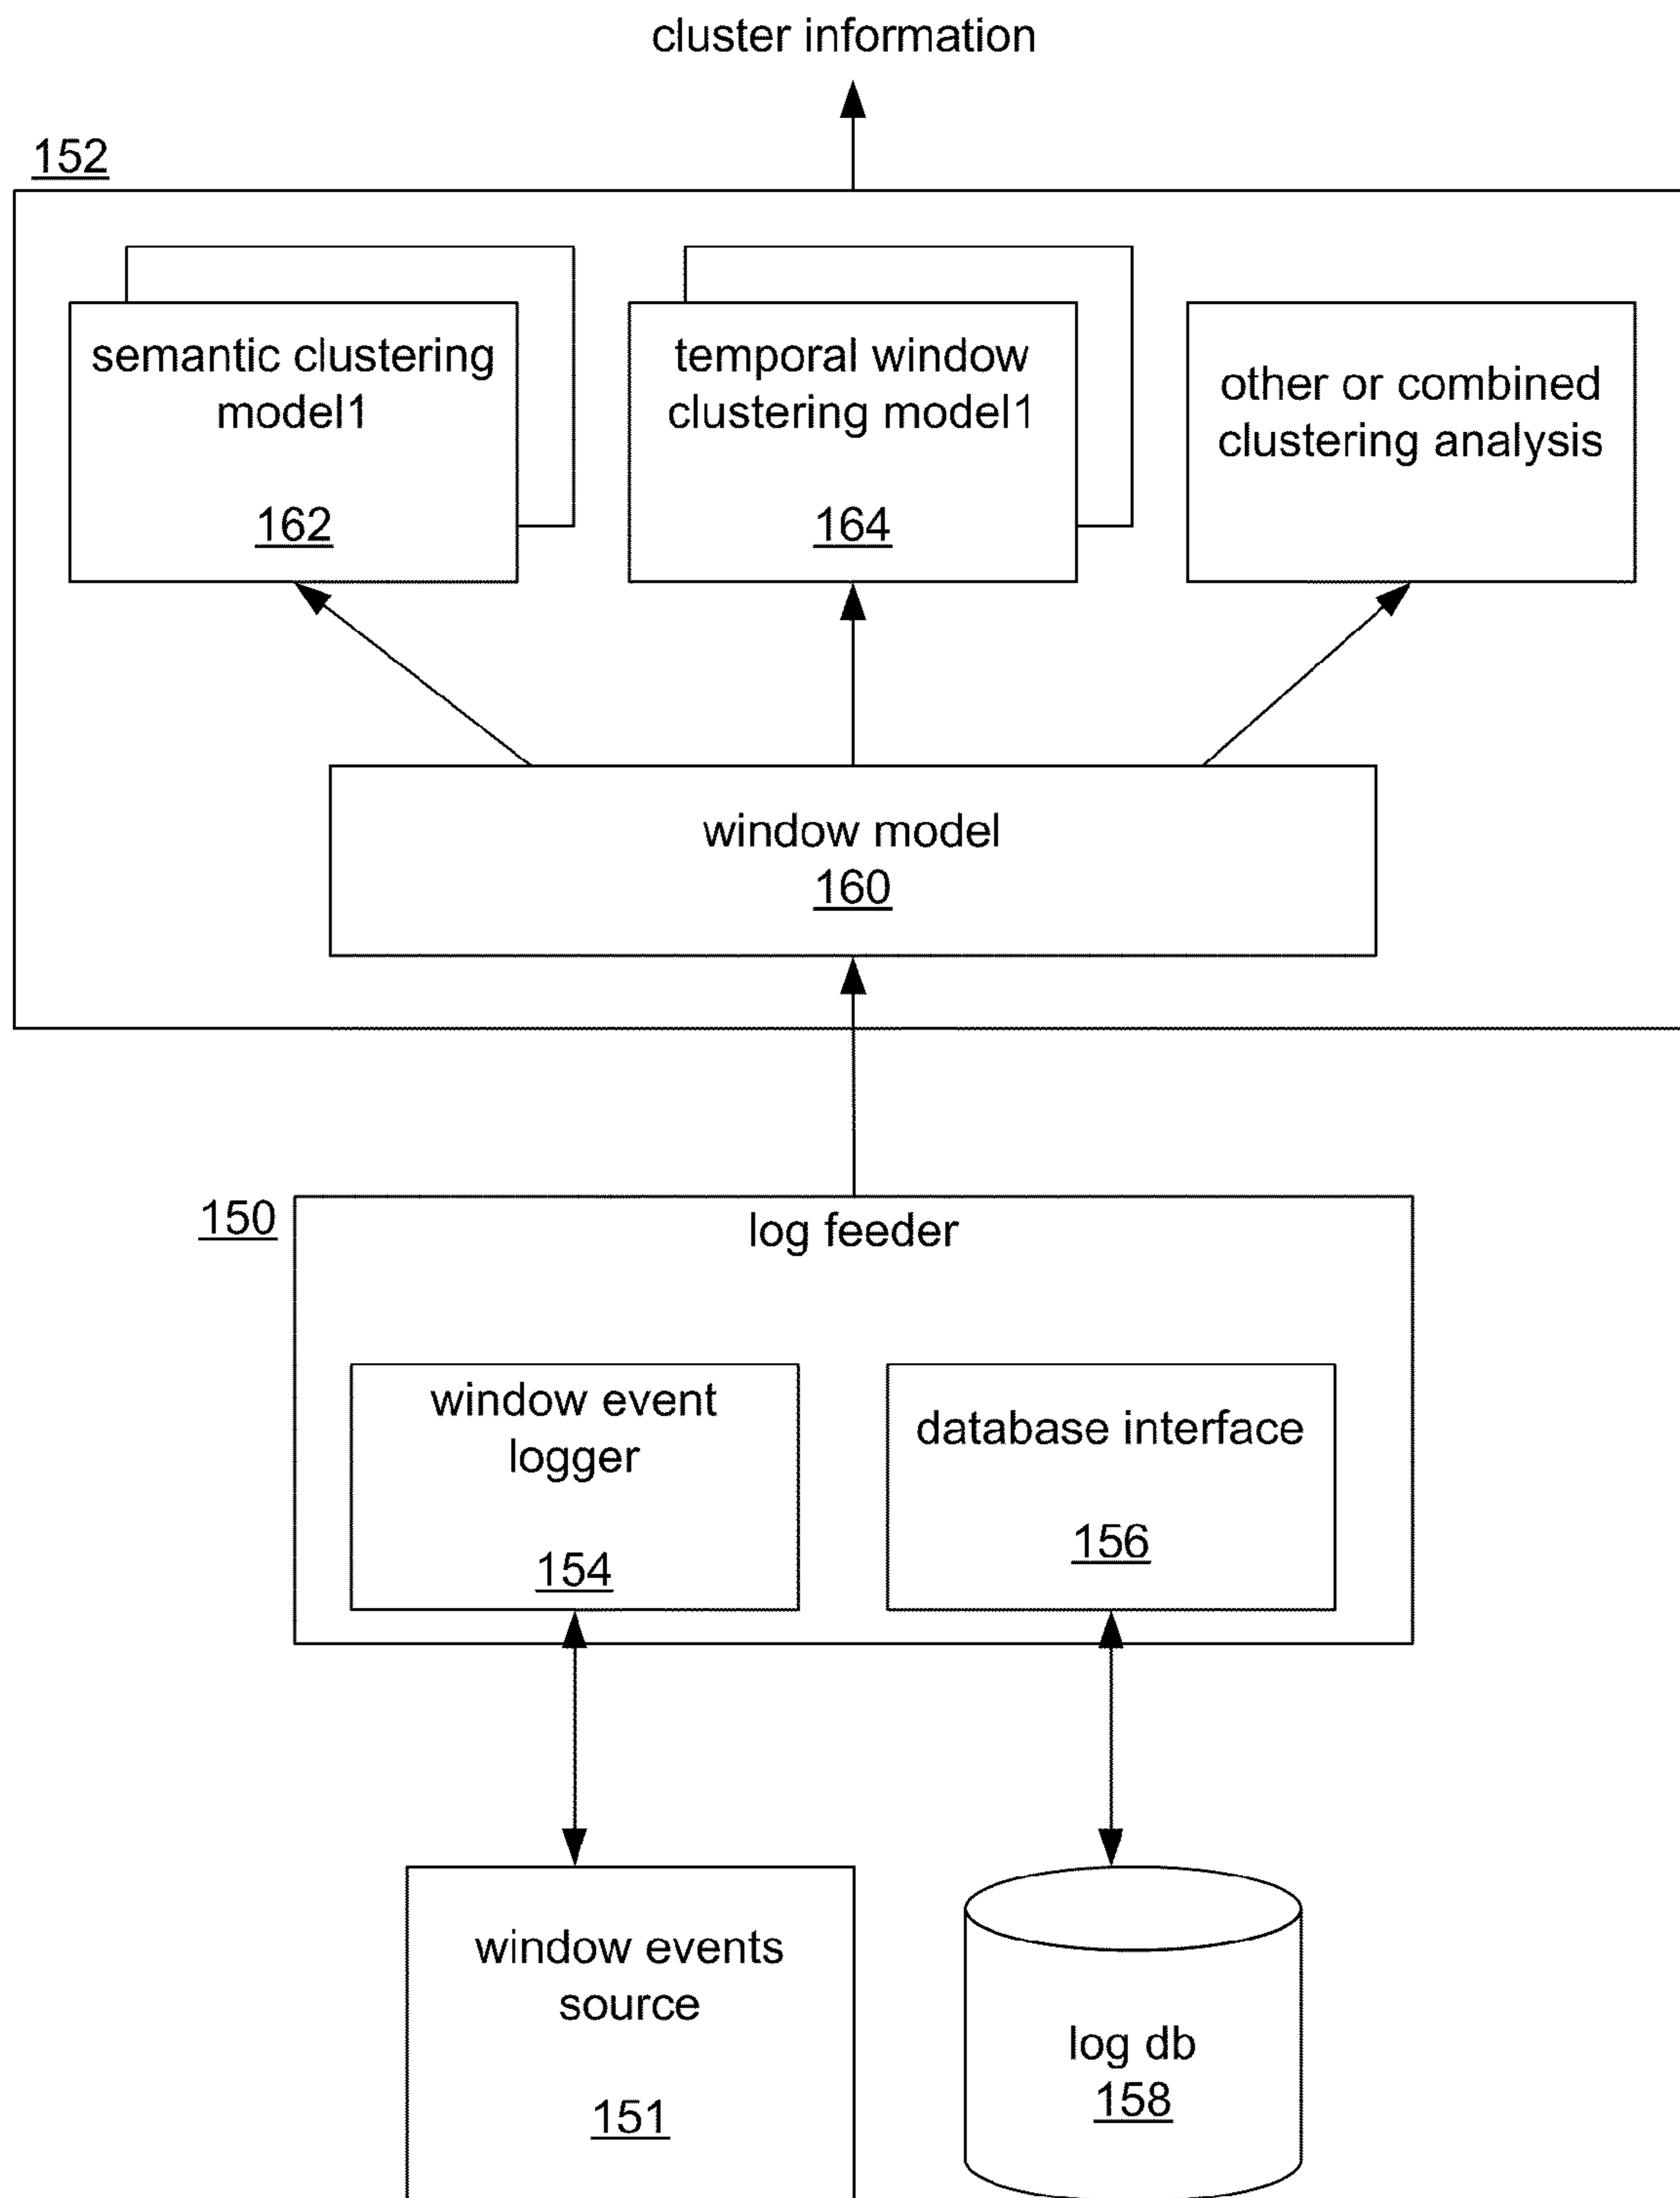 cluster information
152
semantic clustering
model1
162
temporal window
clustering model1
164
other or combined
clustering analysis
window model
160
150
log feeder
window event
logger
154
database interface
156
window events
source
151
log db
158